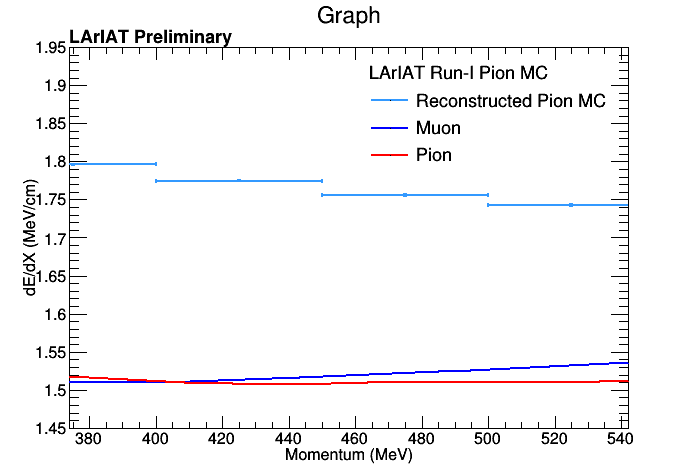 Graph
LArIAT Preliminary
LArIAT Run-I Pion MC
Reconstructed Pion MC
Muon
Pion
dE/dX (MeV/cm)
1.95
1.9
1.85
1.8
1.75
1.7
1.65
1.6
1.55
1.5
1.45
380 400 420 440 460 480 500 520 540
Momentum (MeV)